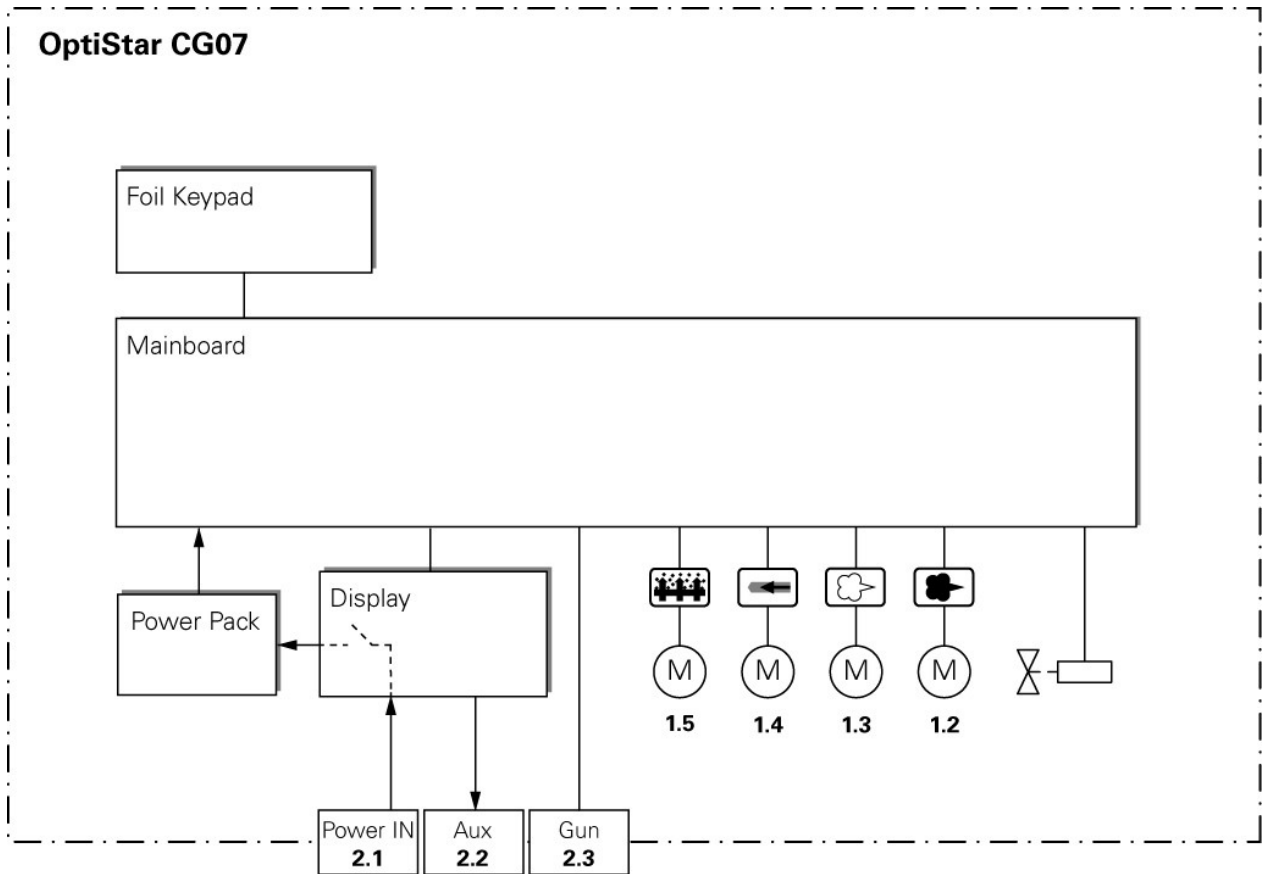 OptiStar CG07
Foil Keypad
Mainboard
Power Pack
Display
M
M
M
M
1.5
1.4
1.3
1.2
Power IN
2.1
Aux
2.2
Gun
2.3